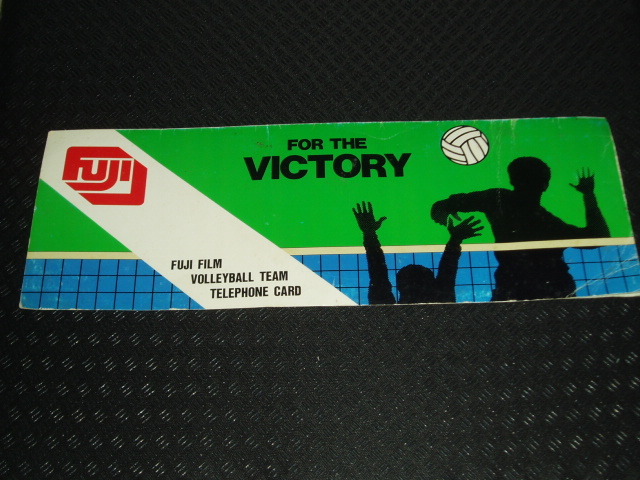 FUJI
FOR THE
VICTORY
FUJI FILM
VOLLEYBALL TEAM
TELEPHONE CARD